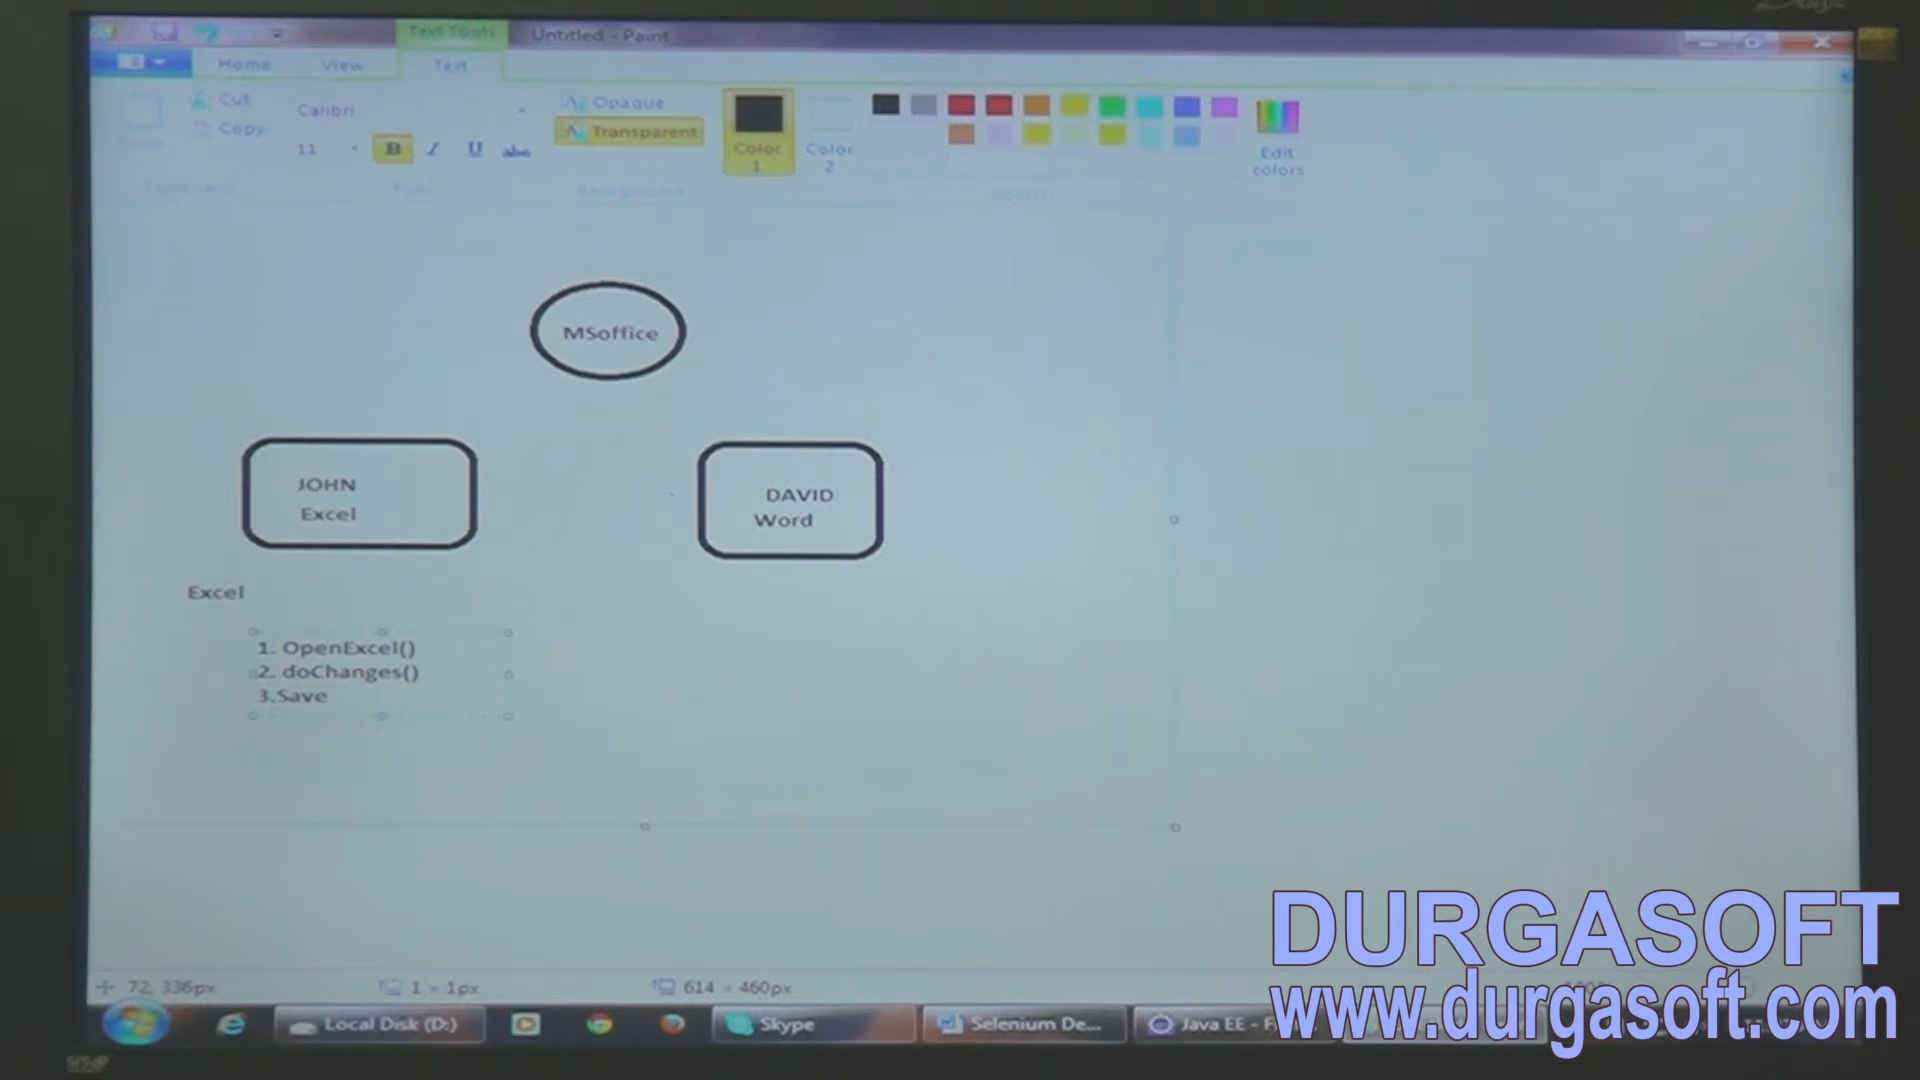 Text Tools
Untitled - Paint
Home View Text
Cut
Copy
Calibri
11
B I U abc
Opaque
Transparent
Color 1
Color 2
Edit colors
MSoffice
JOHN
Excel
DAVID
Word
Excel
1. OpenExcel()
2. doChanges()
3.Save
72, 336px
1 × 1px
614 × 460px
Local Disk (D:)
Skype
Selenium De...
Java EE -
DURGASOFT
www.durgasoft.com